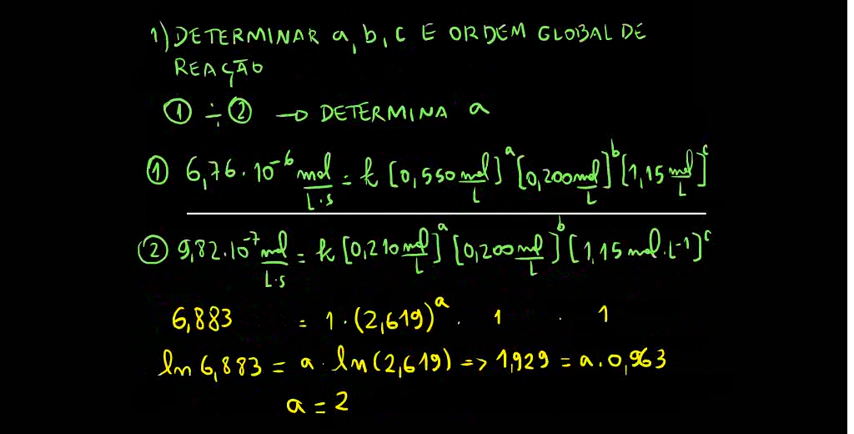 1) DETERMINAR a, b, c E ORDEM GLOBAL DE
REAÇÃO
① ÷ ② → DETERMINA a
① 6,76·10⁻⁶ mol/L·s = k [0,550 mol/L]ᵃ [0,200 mol/L]ᵇ [1,15 mol/L]ᶜ
② 9,82·10⁻⁷ mol/L·s = k [0,210 mol/L]ᵃ [0,200 mol/L]ᵇ [1,15 mol·L⁻¹]ᶜ
6,883 = 1·(2,619)ᵃ · 1 · 1
ln 6,883 = a · ln(2,619) => 1,929 = a·0,963
a = 2